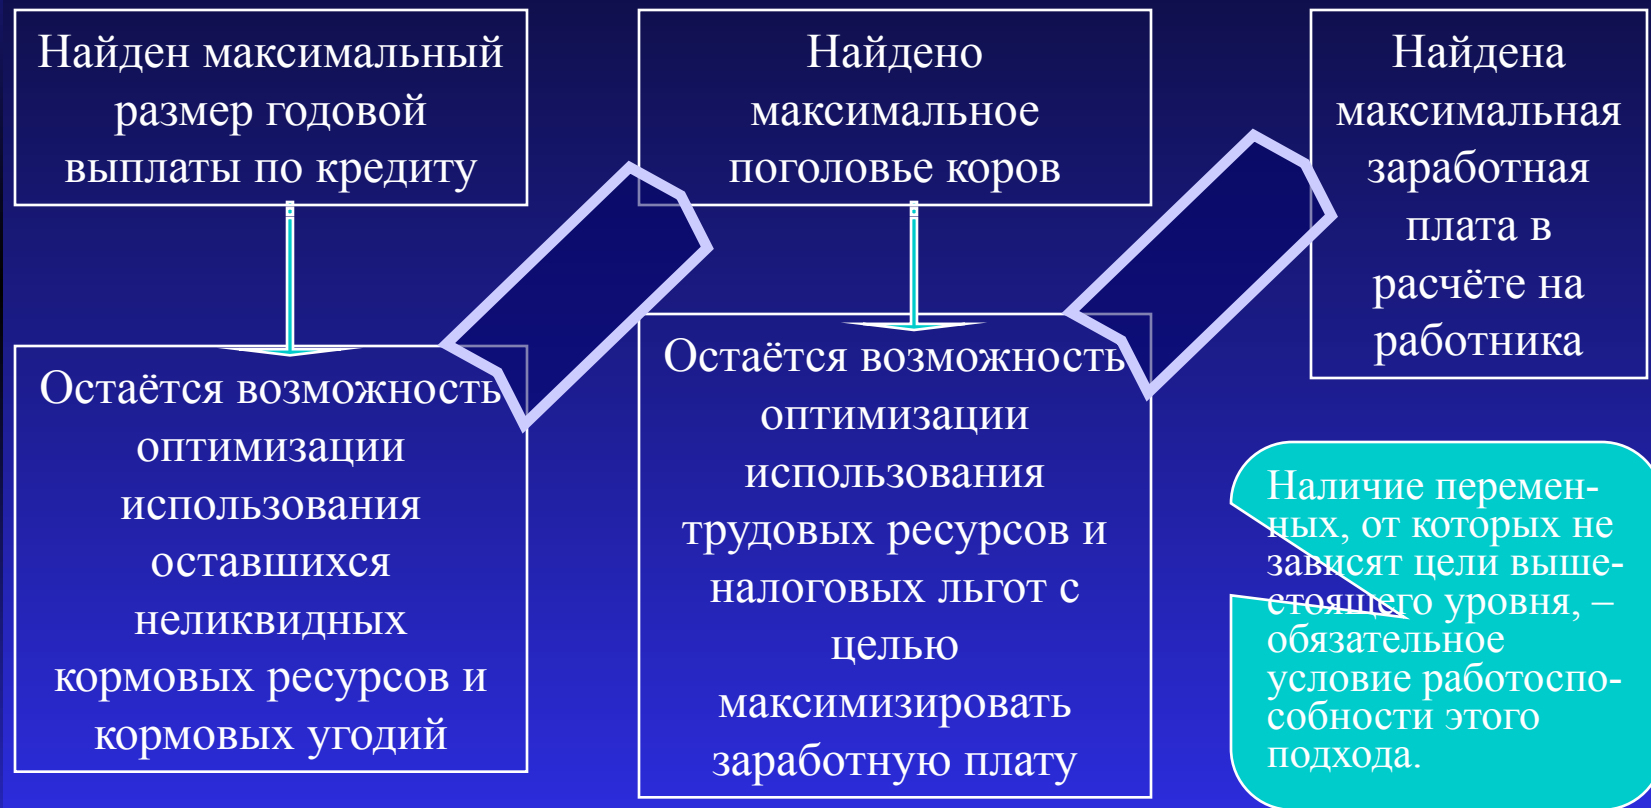 Найден максимальный
размер годовой
выплаты по кредиту
Остаётся возможность
оптимизации
использования
оставшихся
неликвидных
кормовых ресурсов и
кормовых угодий
Найдено
максимальное
поголовье коров
Остаётся возможность
оптимизации
использования
трудовых ресурсов и
налоговых льгот с
целью
максимизировать
заработную плату
Найдена
максимальная
заработная
плата в
расчёте на
работника
Наличие перемен-
ных, от которых не
зависят цели выше-
стоящего уровня, –
обязательное
условие работоспо-
собности этого
подхода.